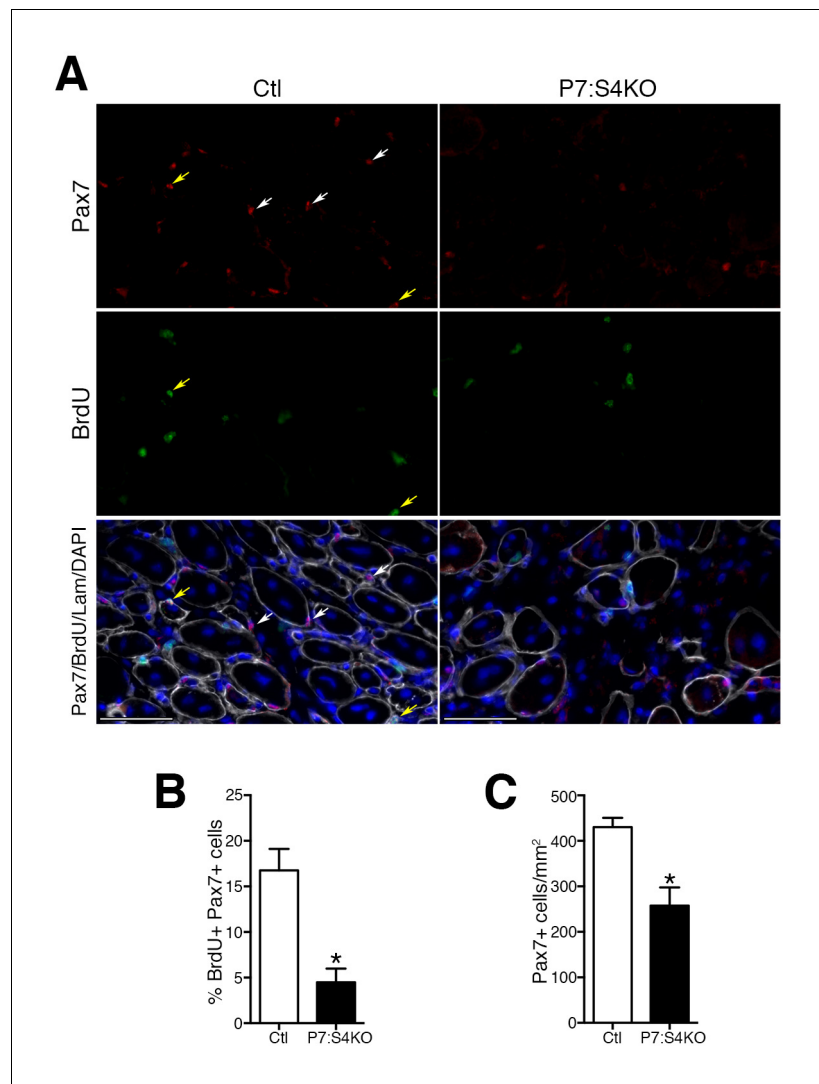 A
Ctl
P7:S4KO
Pax7
BrdU
Pax7/BrdU/Lam/DAPI
B
% BrdU+ Pax7+ cells
25
20
15
10
5
0
*
Ctl
P7:S4KO
C
Pax7+ cells/mm²
500
400
300
200
100
0
*
Ctl
P7:S4KO